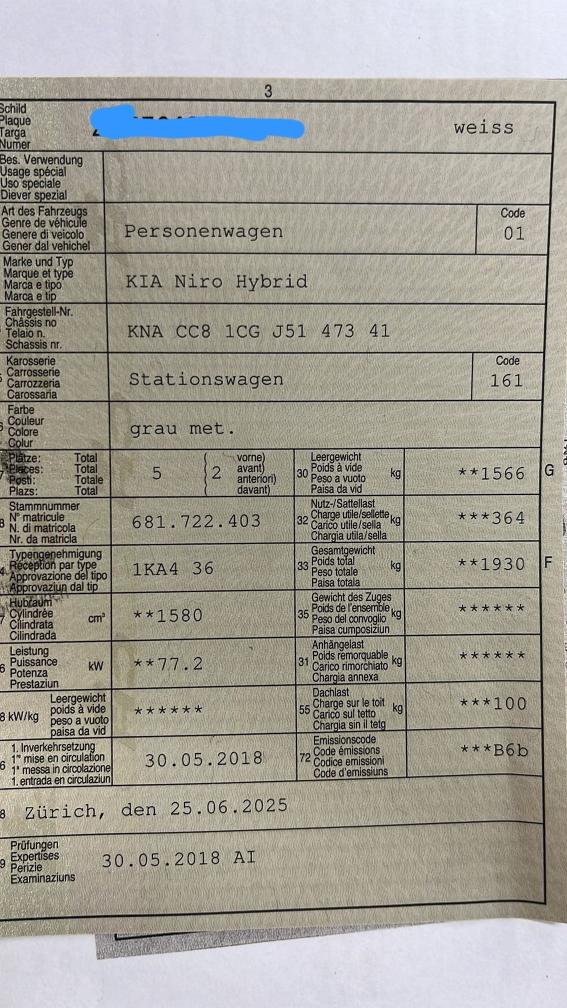 3
Schild
Plaque
Targa
Numer
weiss
Bes. Verwendung
Usage spécial
Uso speciale
Diever spezial
Art des Fahrzeugs
Genre de véhicule
Genere di veicolo
Gener dal vehichel
Personenwagen
Code
01
Marke und Typ
Marque et type
Marca e tipo
Marca e tip
KIA Niro Hybrid
Fahrgestell-Nr.
Châssis no
Telaio n.
Schassis nr.
KNA CC8 1CG J51 473 41
Karosserie
Carrosserie
Carrozzeria
Carossaria
Stationswagen
Code
161
Farbe
Couleur
Colore
Colur
grau met.
Plätze: Total
Places: Total
Posti: Totale
Plazs: Total
5
2
vorne)
avant)
anteriori)
davant)
30
Leergewicht
Poids à vide
Peso a vuoto
Paisa da vid
kg
**1566
G
Stammnummer
N° matricule
N. di matricola
Nr. da matricla
681.722.403
32
Nutz-/Sattellast
Charge utile/sellette
Carico utile/sella
Chargia utila/sella
kg
***364
Typengenehmigung
Réception par type
Approvazione del tipo
Approvaziun dal tip
1KA4 36
33
Gesamtgewicht
Poids total
Peso totale
Paisa totala
kg
**1930
F
Hubraum
Cylindrée
Cilindrata
Cilindrada
cm³
**1580
35
Gewicht des Zuges
Poids de l'ensemble
Peso del convoglio
Paisa cumposiziun
kg
******
Leistung
Puissance
Potenza
Prestaziun
kW
**77.2
31
Anhängelast
Poids remorquable
Carico rimorchiato
Chargia annexa
kg
******
kW/kg
Leergewicht
poids à vide
peso a vuoto
paisa da vid
******
55
Dachlast
Charge sur le toit
Carico sul tetto
Chargia sin il tetg
kg
***100
1. Inverkehrsetzung
1re mise en circulation
1a messa in circolazione
1. entrada en circulaziun
30.05.2018
72
Emissionscode
Code émissions
Codice emissioni
Code d'emissiuns
***B6b
Zürich, den 25.06.2025
Prüfungen
Expertises
Perizie
Examinaziuns
30.05.2018 AI